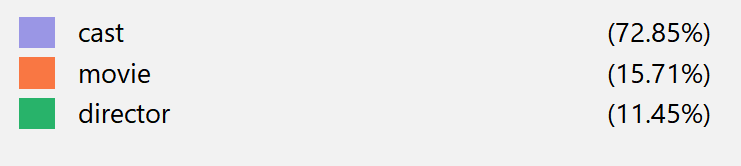 cast (72.85%)
movie (15.71%)
director (11.45%)